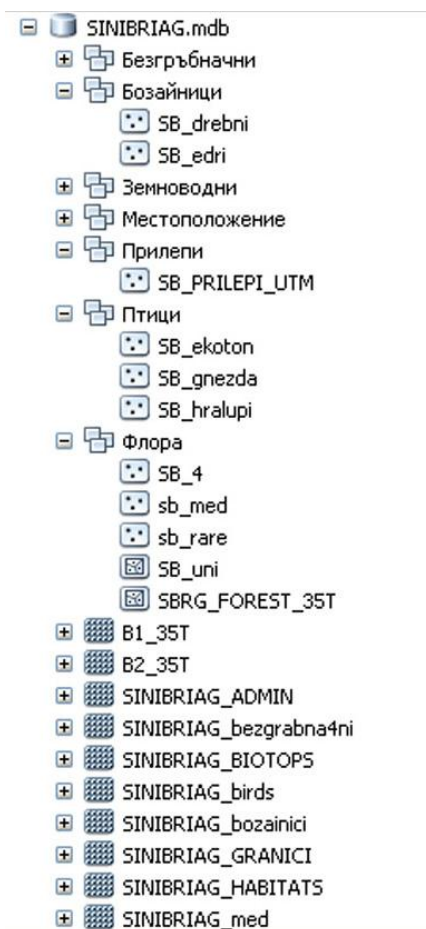 SINIBRIAG.mdb
Безгръбначни
Бозайници
SB_drebni
SB_edri
Земноводни
Местоположение
Прилепи
SB_PRILEPI_UTM
Птици
SB_ekoton
SB_gnezda
SB_hralupi
Флора
SB_4
sb_med
sb_rare
SB_uni
SBRG_FOREST_35T
B1_35T
B2_35T
SINIBRIAG_ADMIN
SINIBRIAG_bezgrabna4ni
SINIBRIAG_BIOTOPS
SINIBRIAG_birds
SINIBRIAG_bozainici
SINIBRIAG_GRANICI
SINIBRIAG_HABITATS
SINIBRIAG_med